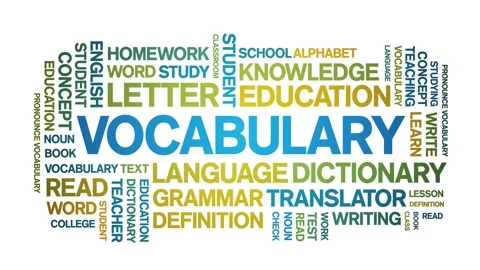 ENGLISH
STUDENT
CONCEPT
EDUCATION
PRONOUNCE VOCABULARY
HOMEWORK
CLASSROOM
STUDENT
SCHOOL
ALPHABET
LANGUAGE
VOCABULARY
TEACHING
CONCEPT
STUDYING
PRONOUNCE VOCABULARY
WORD
STUDY
KNOWLEDGE
LETTER
EDUCATION
LEARN
WRITE
NOUN
VOCABULARY
BOOK
VOCABULARY
TEXT
LANGUAGE
DICTIONARY
READ
STUDENT
TEACHER
DICTIONARY
EDUCATION
GRAMMAR
TRANSLATOR
LESSON
WORD
DEFINITION
COLLEGE
DEFINITION
CHECK
NOUN
READ
TEST
WORK
WRITING
CLASS
BOOK
READ